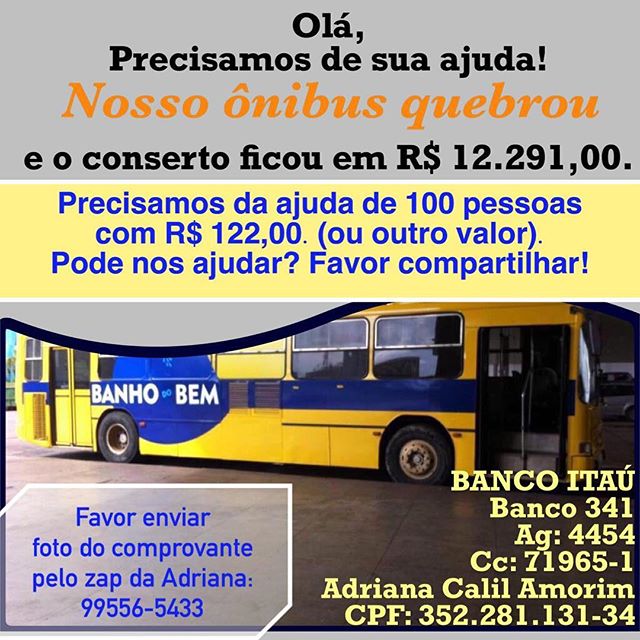 Olá,
Precisamos de sua ajuda!
Nosso ônibus quebrou
e o conserto ficou em R$ 12.291,00.
Precisamos da ajuda de 100 pessoas
com R$ 122,00. (ou outro valor).
Pode nos ajudar? Favor compartilhar!
BANHO DO BEM
BANCO ITAÚ
Banco 341
Ag: 4454
Cc: 71965-1
Adriana Calil Amorim
CPF: 352.281.131-34
Favor enviar
foto do comprovante
pelo zap da Adriana:
99556-5433